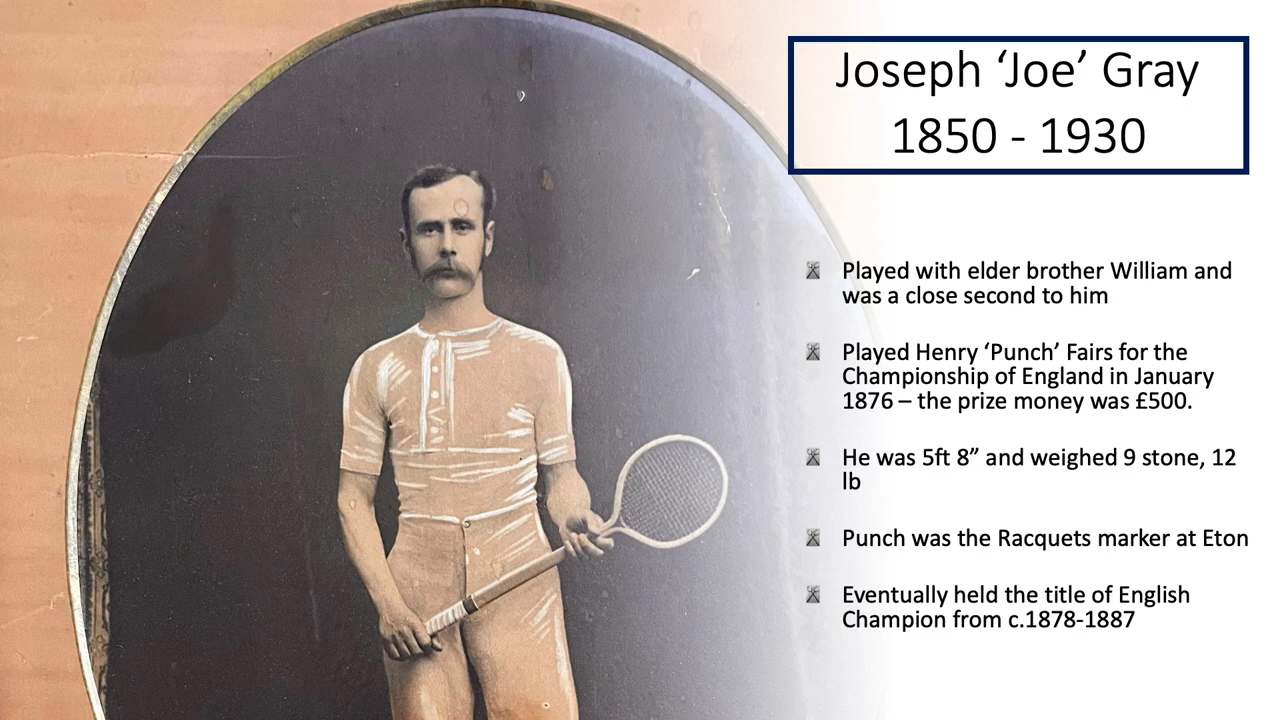 Joseph ‘Joe’ Gray
1850 - 1930
Played with elder brother William and
was a close second to him
Played Henry ‘Punch’ Fairs for the
Championship of England in January
1876 – the prize money was £500.
He was 5ft 8” and weighed 9 stone, 12
lb
Punch was the Racquets marker at Eton
Eventually held the title of English
Champion from c.1878-1887